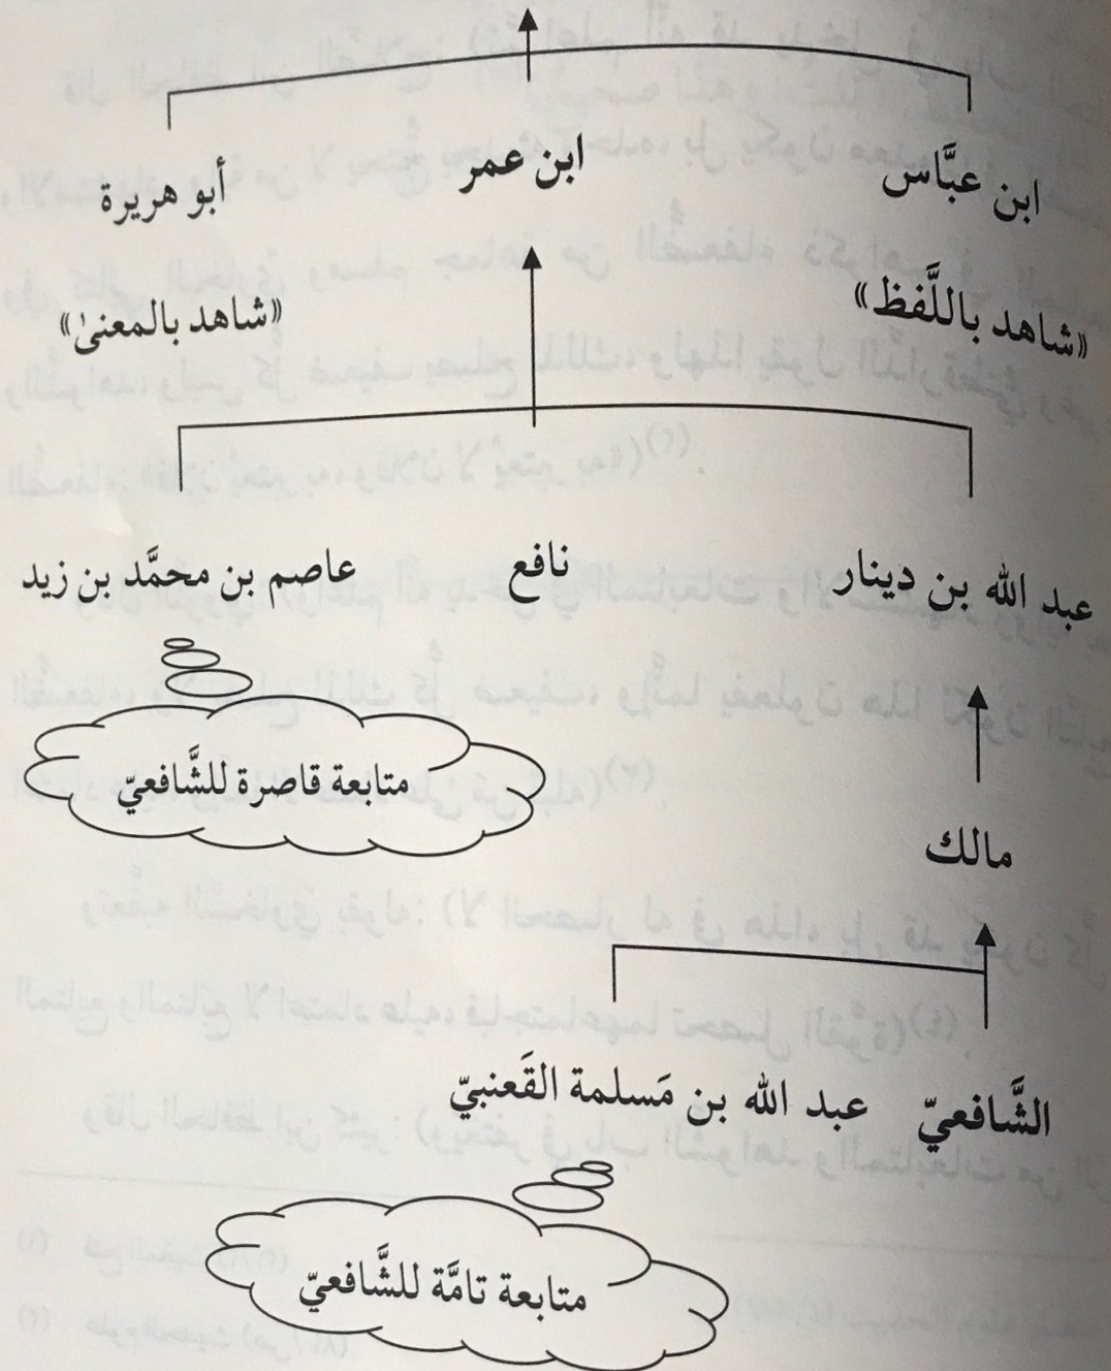 ابن عبَّاس ابن عمر أبو هريرة
«شاهد باللَّفظ» «شاهد بالمعنىٰ»
عبد الله بن دينار نافع عاصم بن محمَّد بن زيد
متابعة قاصرة للشَّافعيّ
مالك
الشَّافعيّ عبد الله بن مَسلمة القَعنبيّ
متابعة تامَّة للشَّافعيّ